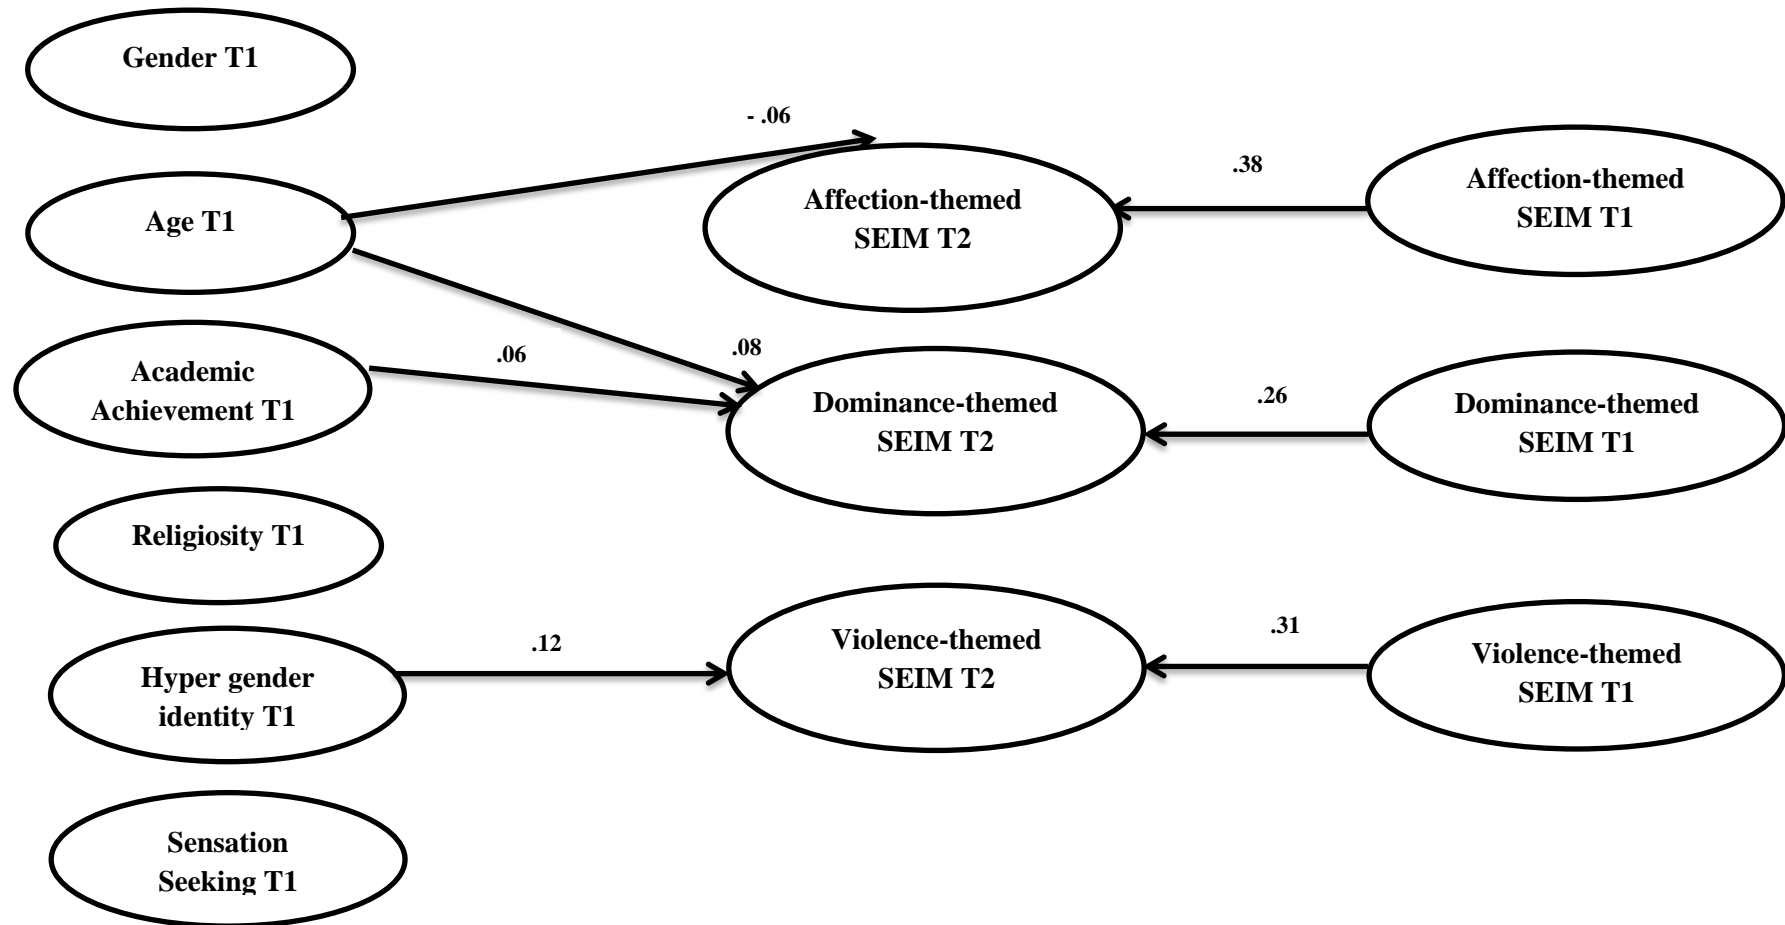 Gender T1
- .06
Age T1
Affection-themed
SEIM T2
.38
Affection-themed
SEIM T1
Academic
Achievement T1
.06
.08
Dominance-themed
SEIM T2
.26
Dominance-themed
SEIM T1
Religiosity T1
Hyper gender
identity T1
.12
Violence-themed
SEIM T2
.31
Violence-themed
SEIM T1
Sensation
Seeking T1